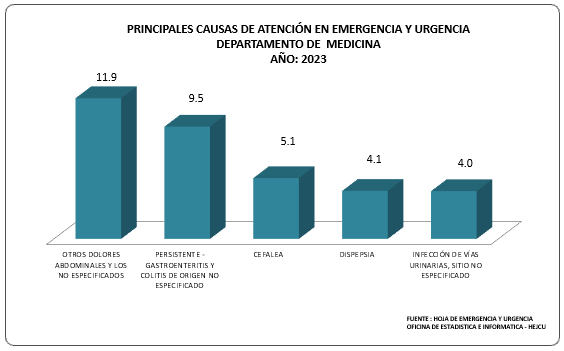 PRINCIPALES CAUSAS DE ATENCIÓN EN EMERGENCIA Y URGENCIA
DEPARTAMENTO DE MEDICINA
AÑO: 2023
11.9
9.5
5.1
4.1
4.0
OTROS DOLORES
ABDOMINALES Y LOS
NO ESPECIFICADOS
PERSISTENTE -
GASTROENTERITIS Y
COLITIS DE ORIGEN NO
ESPECIFICADO
CEFALEA
DISPEPSIA
INFECCIÓN DE VÍAS
URINARIAS, SITIO NO
ESPECIFICADO
FUENTE : HOJA DE EMERGENCIA Y URGENCIA
OFICINA DE ESTADISTICA E INFORMATICA - HEJCU